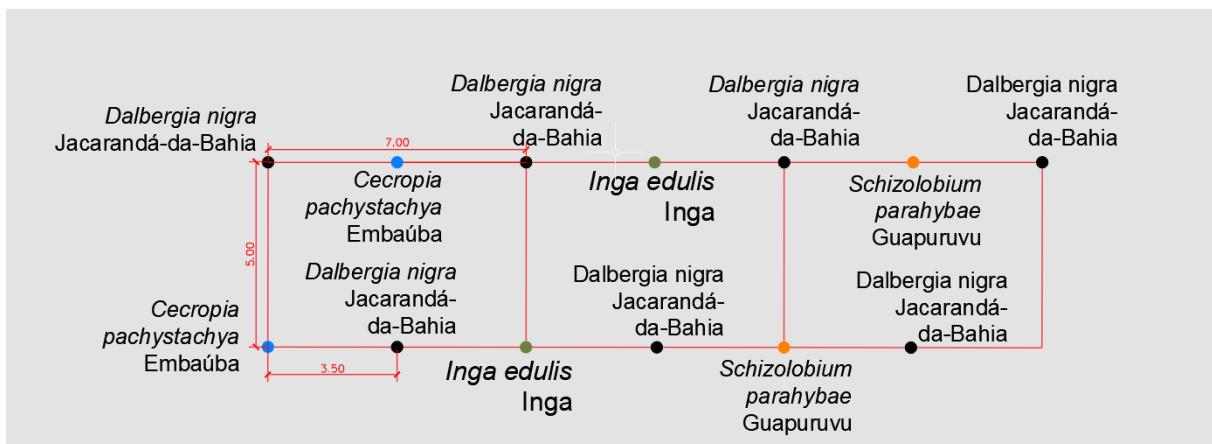 Dalbergia nigra
Jacarandá-da-Bahia
Dalbergia nigra
Jacarandá-
da-Bahia
Dalbergia nigra
Jacarandá-
da-Bahia
Dalbergia nigra
Jacarandá-
da-Bahia
7.00
Cecropia
pachystachya
Embaúba
Inga edulis
Inga
Schizolobium
parahybae
Guapuruvu
5.00
Cecropia
pachystachya
Embaúba
Dalbergia nigra
Jacarandá-
da-Bahia
Dalbergia nigra
Jacarandá-
da-Bahia
Dalbergia nigra
Jacarandá-
da-Bahia
3.50
Inga edulis
Inga
Schizolobium
parahybae
Guapuruvu